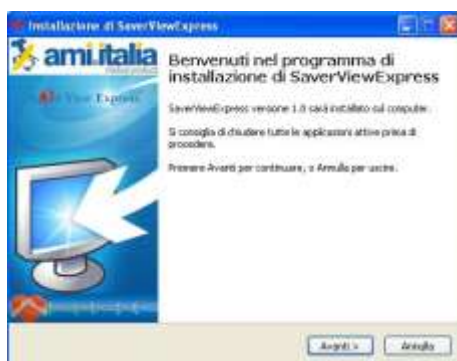 Installazione di SaverViewExpress
ami.italia
View Express
Benvenuti nel programma di
installazione di SaverViewExpress
SaverViewExpress versione 1.0 sarà installato sul computer.
Si consiglia di chiudere tutte le applicazioni attive prima di
procedere.
Premere Avanti per continuare, o Annulla per uscire.
Avanti >
Annulla